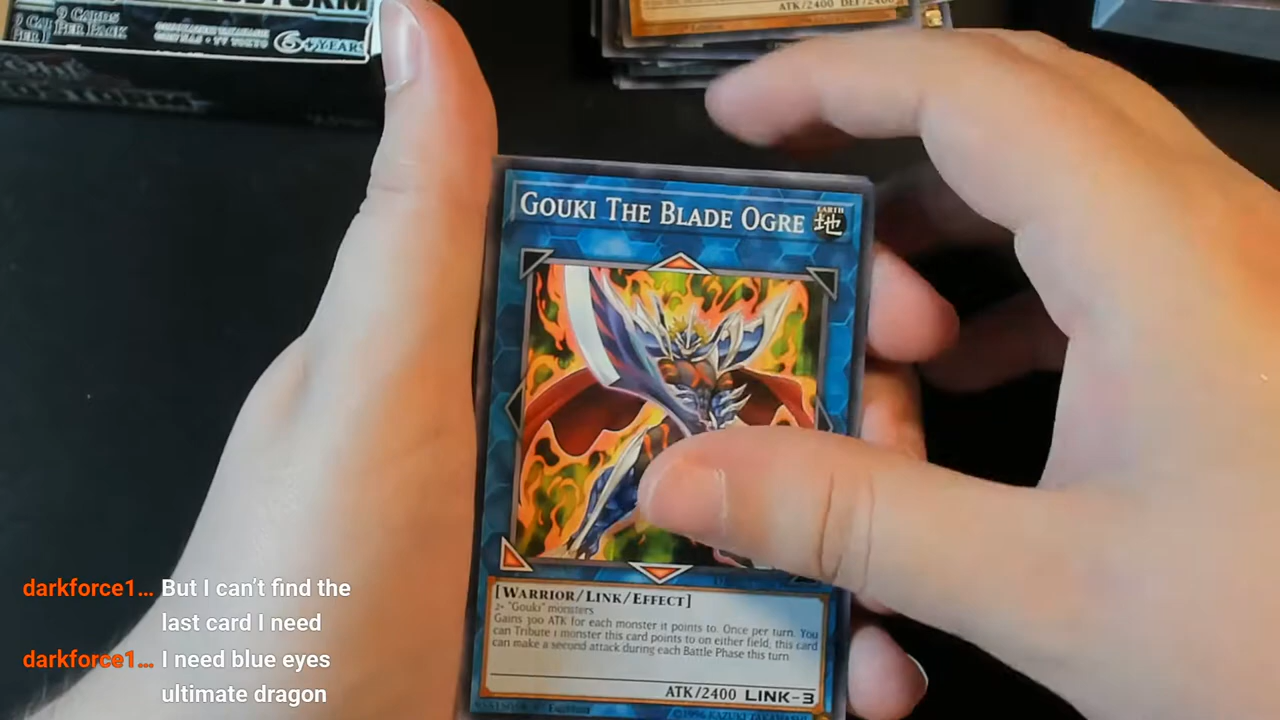 9 CARDS
PER PACK
6+YEARS
ATK/2400 DEF/2400
GOUKI THE BLADE OGRE
EARTH
地
[WARRIOR/LINK/EFFECT]
2+ "Gouki" monsters
Gains 300 ATK for each monster it points to. Once per turn. You
can Tribute 1 monster this card points to on either field, this card
can make a second attack during each Battle Phase this turn
ATK/2400 LINK-3
©1996 KAZUKI TAKAHASHI
darkforce1... But I can't find the
last card I need
darkforce1... I need blue eyes
ultimate dragon